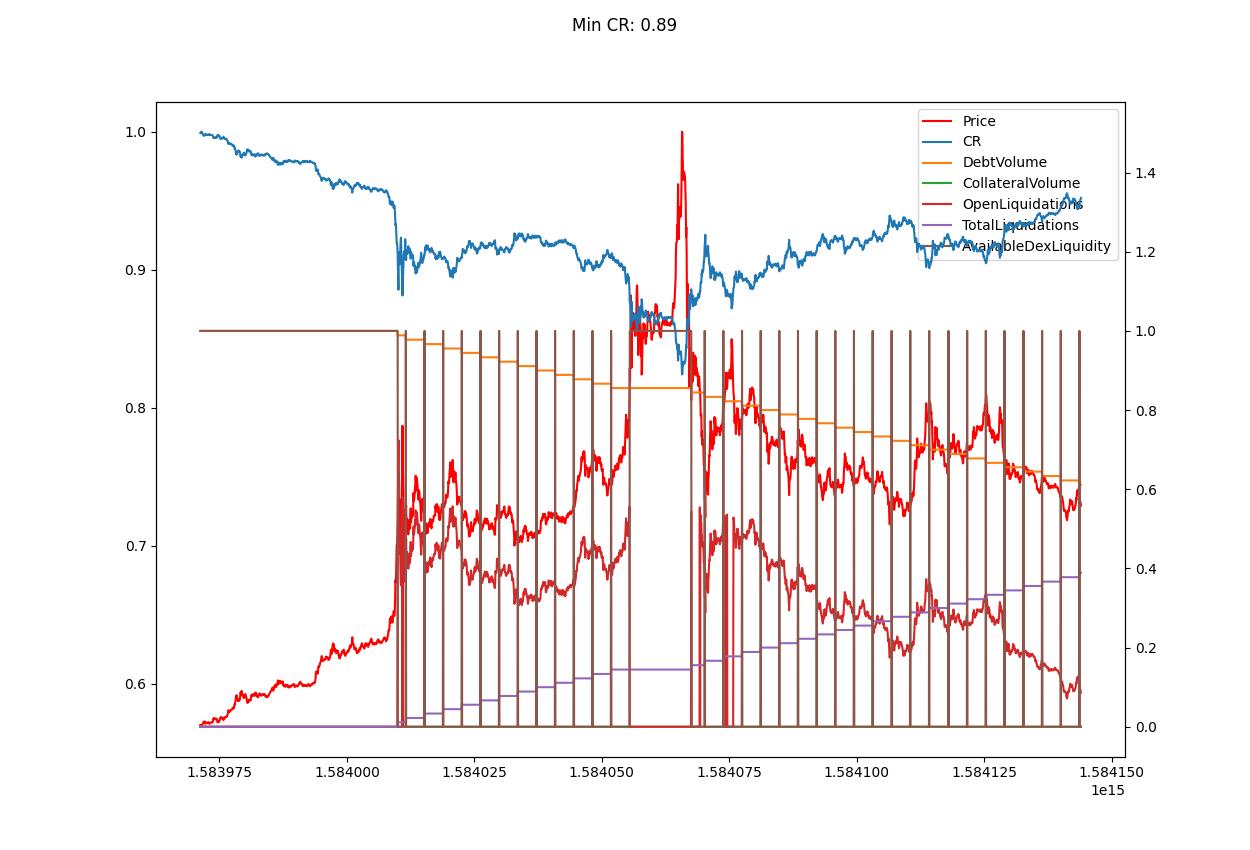 Min CR: 0.89
1.0
0.9
0.8
0.7
0.6
Price
CR
DebtVolume
CollateralVolume
OpenLiquidations
TotalLiquidations
AvailableDexLiquidity
1.4
1.2
1.0
0.8
0.6
0.4
0.2
0.0
1.583975 1.584000 1.584025 1.584050 1.584075 1.584100 1.584125 1.584150
1e15